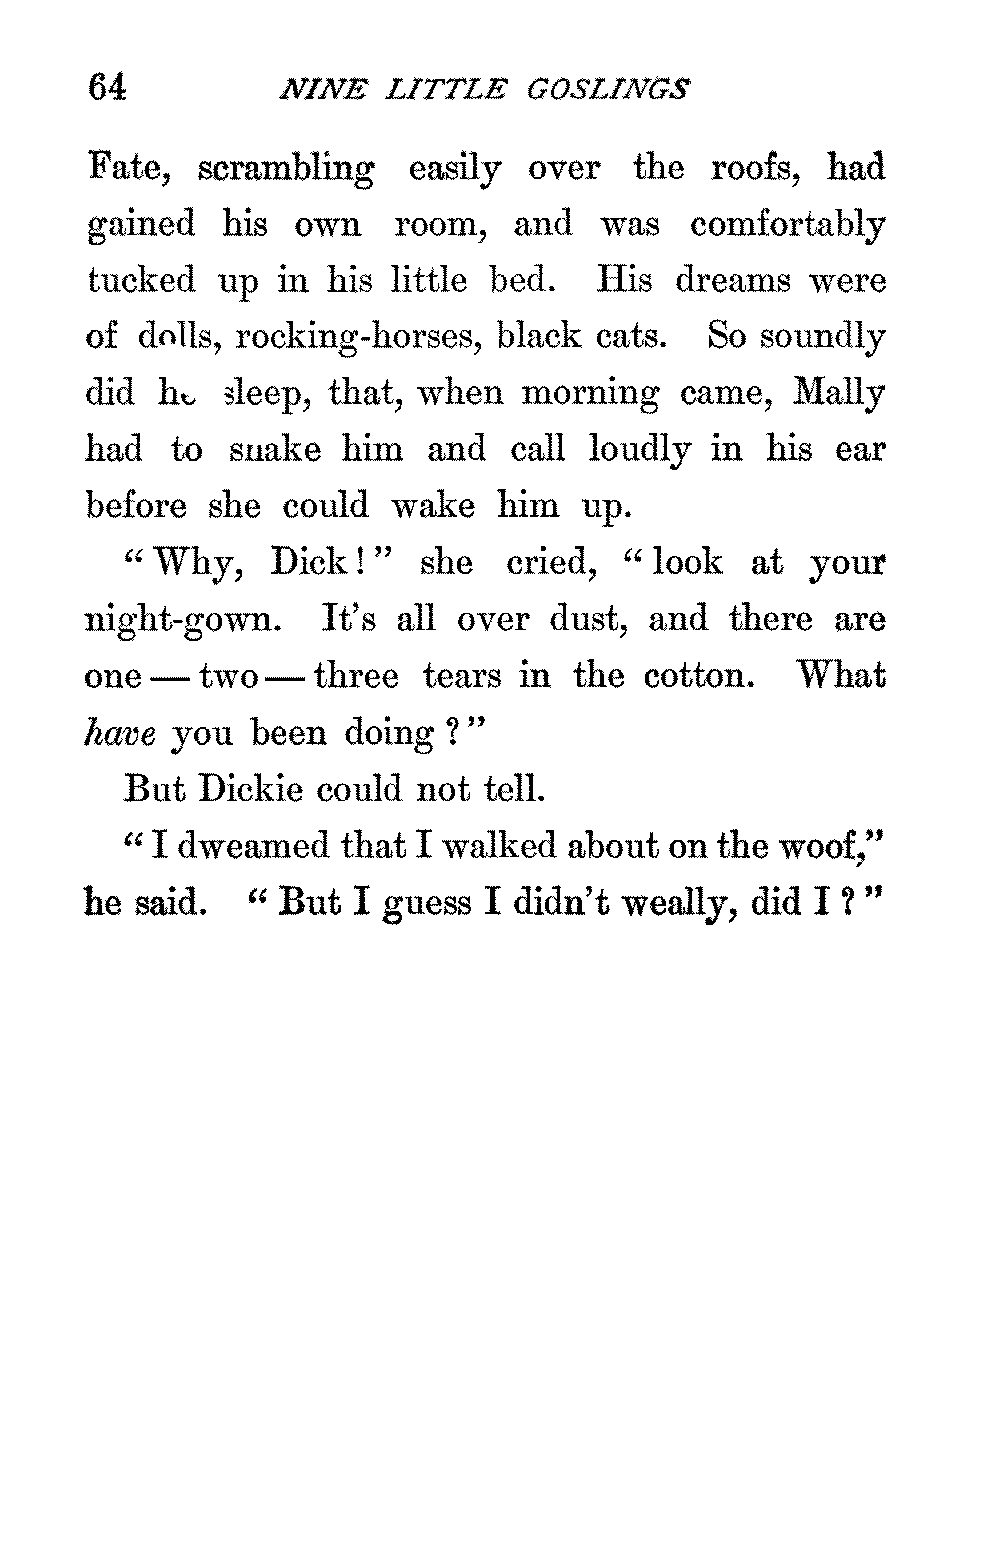 64 NINE LITTLE GOSLINGS
Fate, scrambling easily over the roofs, had
gained his own room, and was comfortably
tucked up in his little bed. His dreams were
of dolls, rocking-horses, black cats. So soundly
did he sleep, that, when morning came, Mally
had to shake him and call loudly in his ear
before she could wake him up.
“Why, Dick!” she cried, “look at your
night-gown. It’s all over dust, and there are
one — two — three tears in the cotton. What
have you been doing?”
But Dickie could not tell.
“I dweamed that I walked about on the woof,”
he said. “But I guess I didn’t weally, did I?”